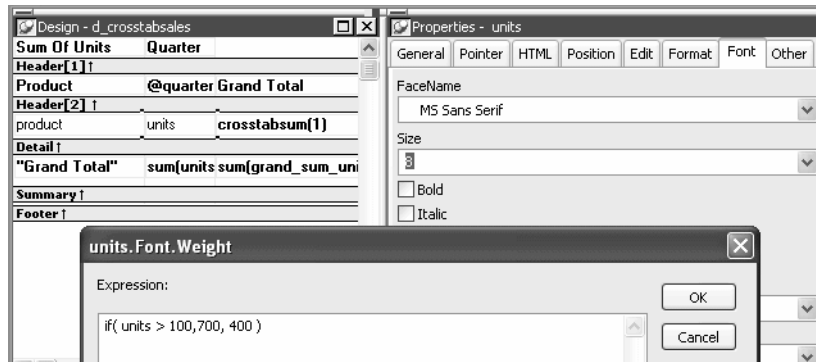 Design - d_crosstabsales
Sum Of Units Quarter
Header[1]↑
Product @quarter Grand Total
Header[2] ↑
product units crosstabsum(1)
Detail↑
"Grand Total" sum(units sum(grand_sum_uni
Summary↑
Footer↑
Properties - units
General Pointer HTML Position Edit Format Font Other
FaceName
MS Sans Serif
Size
8
Bold
Italic
units.Font.Weight
Expression:
if( units > 100,700, 400 )
OK
Cancel